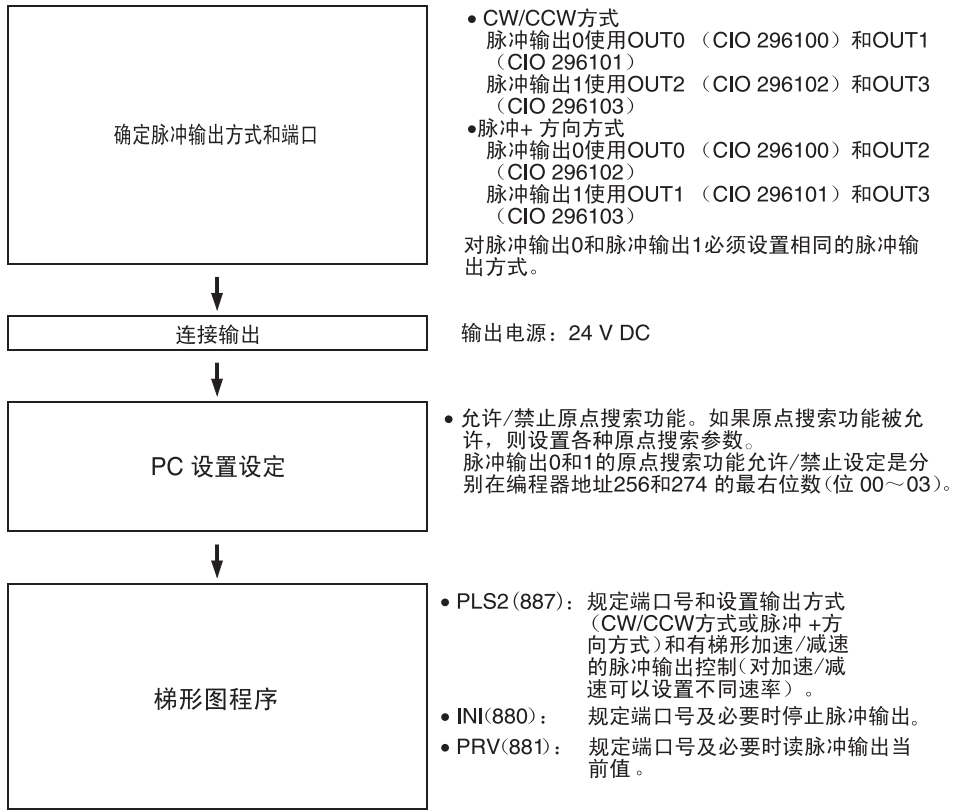 确定脉冲输出方式和端口
● CW/CCW方式
脉冲输出0使用OUT0 （CIO 296100）和OUT1
（CIO 296101）
脉冲输出1使用OUT2 （CIO 296102）和OUT3
（CIO 296103）
●脉冲+ 方向方式
脉冲输出0使用OUT0 （CIO 296100）和OUT2
（CIO 296102）
脉冲输出1使用OUT1 （CIO 296101）和OUT3
（CIO 296103）
对脉冲输出0和脉冲输出1必须设置相同的脉冲输
出方式。
连接输出
输出电源：24 V DC
PC 设置设定
● 允许/禁止原点搜索功能。如果原点搜索功能被允
许，则设置各种原点搜索参数。
脉冲输出0和1的原点搜索功能允许/禁止设定是分
别在编程器地址256和274 的最右位数（位 00～03）。
梯形图程序
● PLS2（887）：规定端口号和设置输出方式
（CW/CCW方式或脉冲 +方
向方式）和有梯形加速/减速
的脉冲输出控制（对加速/减
速可以设置不同速率）。
● INI（880）： 规定端口号及必要时停止脉冲输出。
● PRV（881）： 规定端口号及必要时读脉冲输出当
前值。